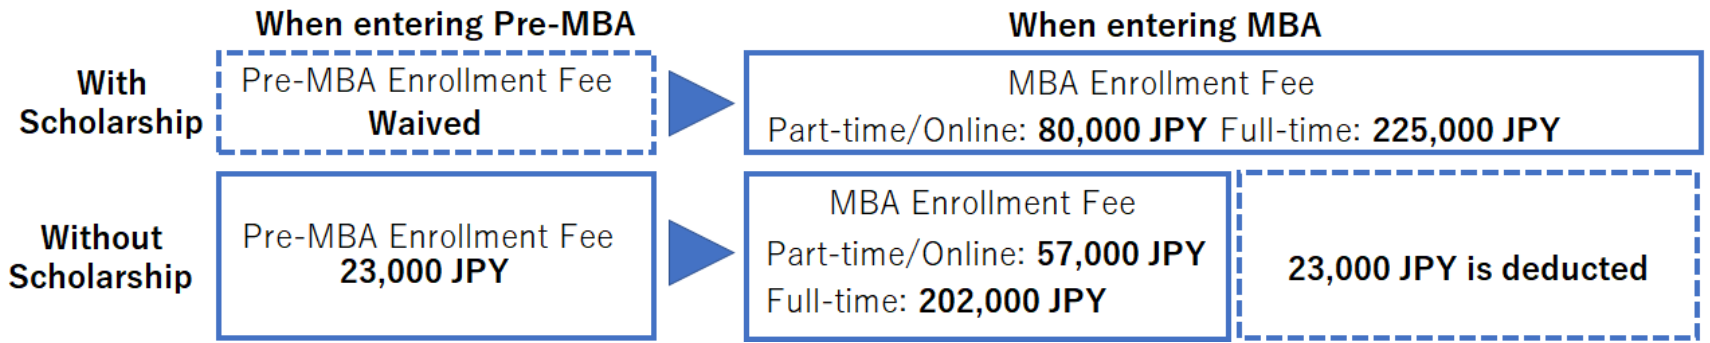 When entering Pre-MBA
When entering MBA
With
Scholarship
Pre-MBA Enrollment Fee
Waived
MBA Enrollment Fee
Part-time/Online: 80,000 JPY Full-time: 225,000 JPY
Without
Scholarship
Pre-MBA Enrollment Fee
23,000 JPY
MBA Enrollment Fee
Part-time/Online: 57,000 JPY
Full-time: 202,000 JPY
23,000 JPY is deducted